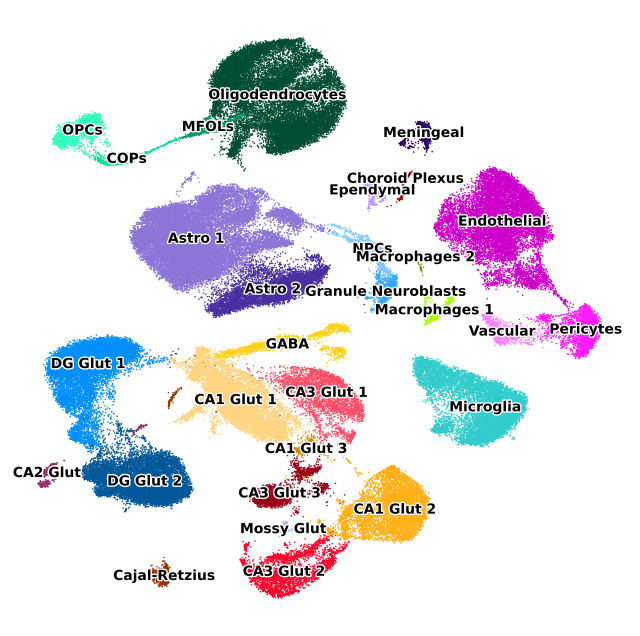 Oligodendrocytes
OPCs
MFOLs
COPs
Meningeal
Choroid Plexus
Ependymal
Endothelial
Astro 1
NPCs
Macrophages 2
Astro 2
Granule Neuroblasts
Macrophages 1
Vascular
Pericytes
GABA
DG Glut 1
CA1 Glut 1
CA3 Glut 1
Microglia
CA1 Glut 3
CA2 Glut
DG Glut 2
CA3 Glut 3
CA1 Glut 2
Mossy Glut
Cajal Retzius
CA3 Glut 2